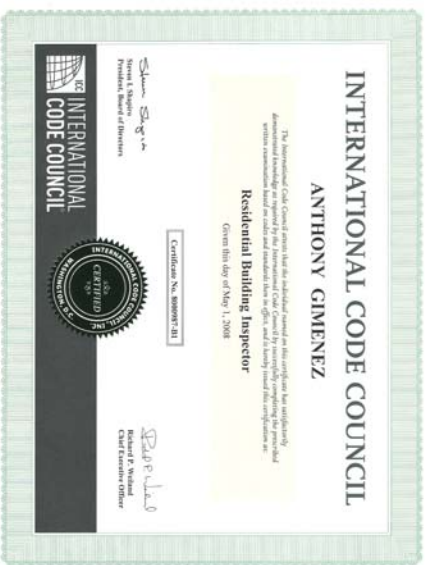 INTERNATIONAL CODE COUNCIL
ANTHONY GIMENEZ
The International Code Council attests that the individual named on this certificate has satisfactorily
demonstrated knowledge as required by the International Code Council by successfully completing the prescribed
written examination based on codes and standards then in effect, and is hereby issued this certification as:
Residential Building Inspector
Given this day of May 1, 2008
Certificate No. 8080987-B1
Steven I. Shapiro
President, Board of Directors
Richard P. Weiland
Chief Executive Officer
ICC
INTERNATIONAL
CODE COUNCIL
INTERNATIONAL CODE COUNCIL, INC.
CERTIFIED
WASHINGTON, D.C.